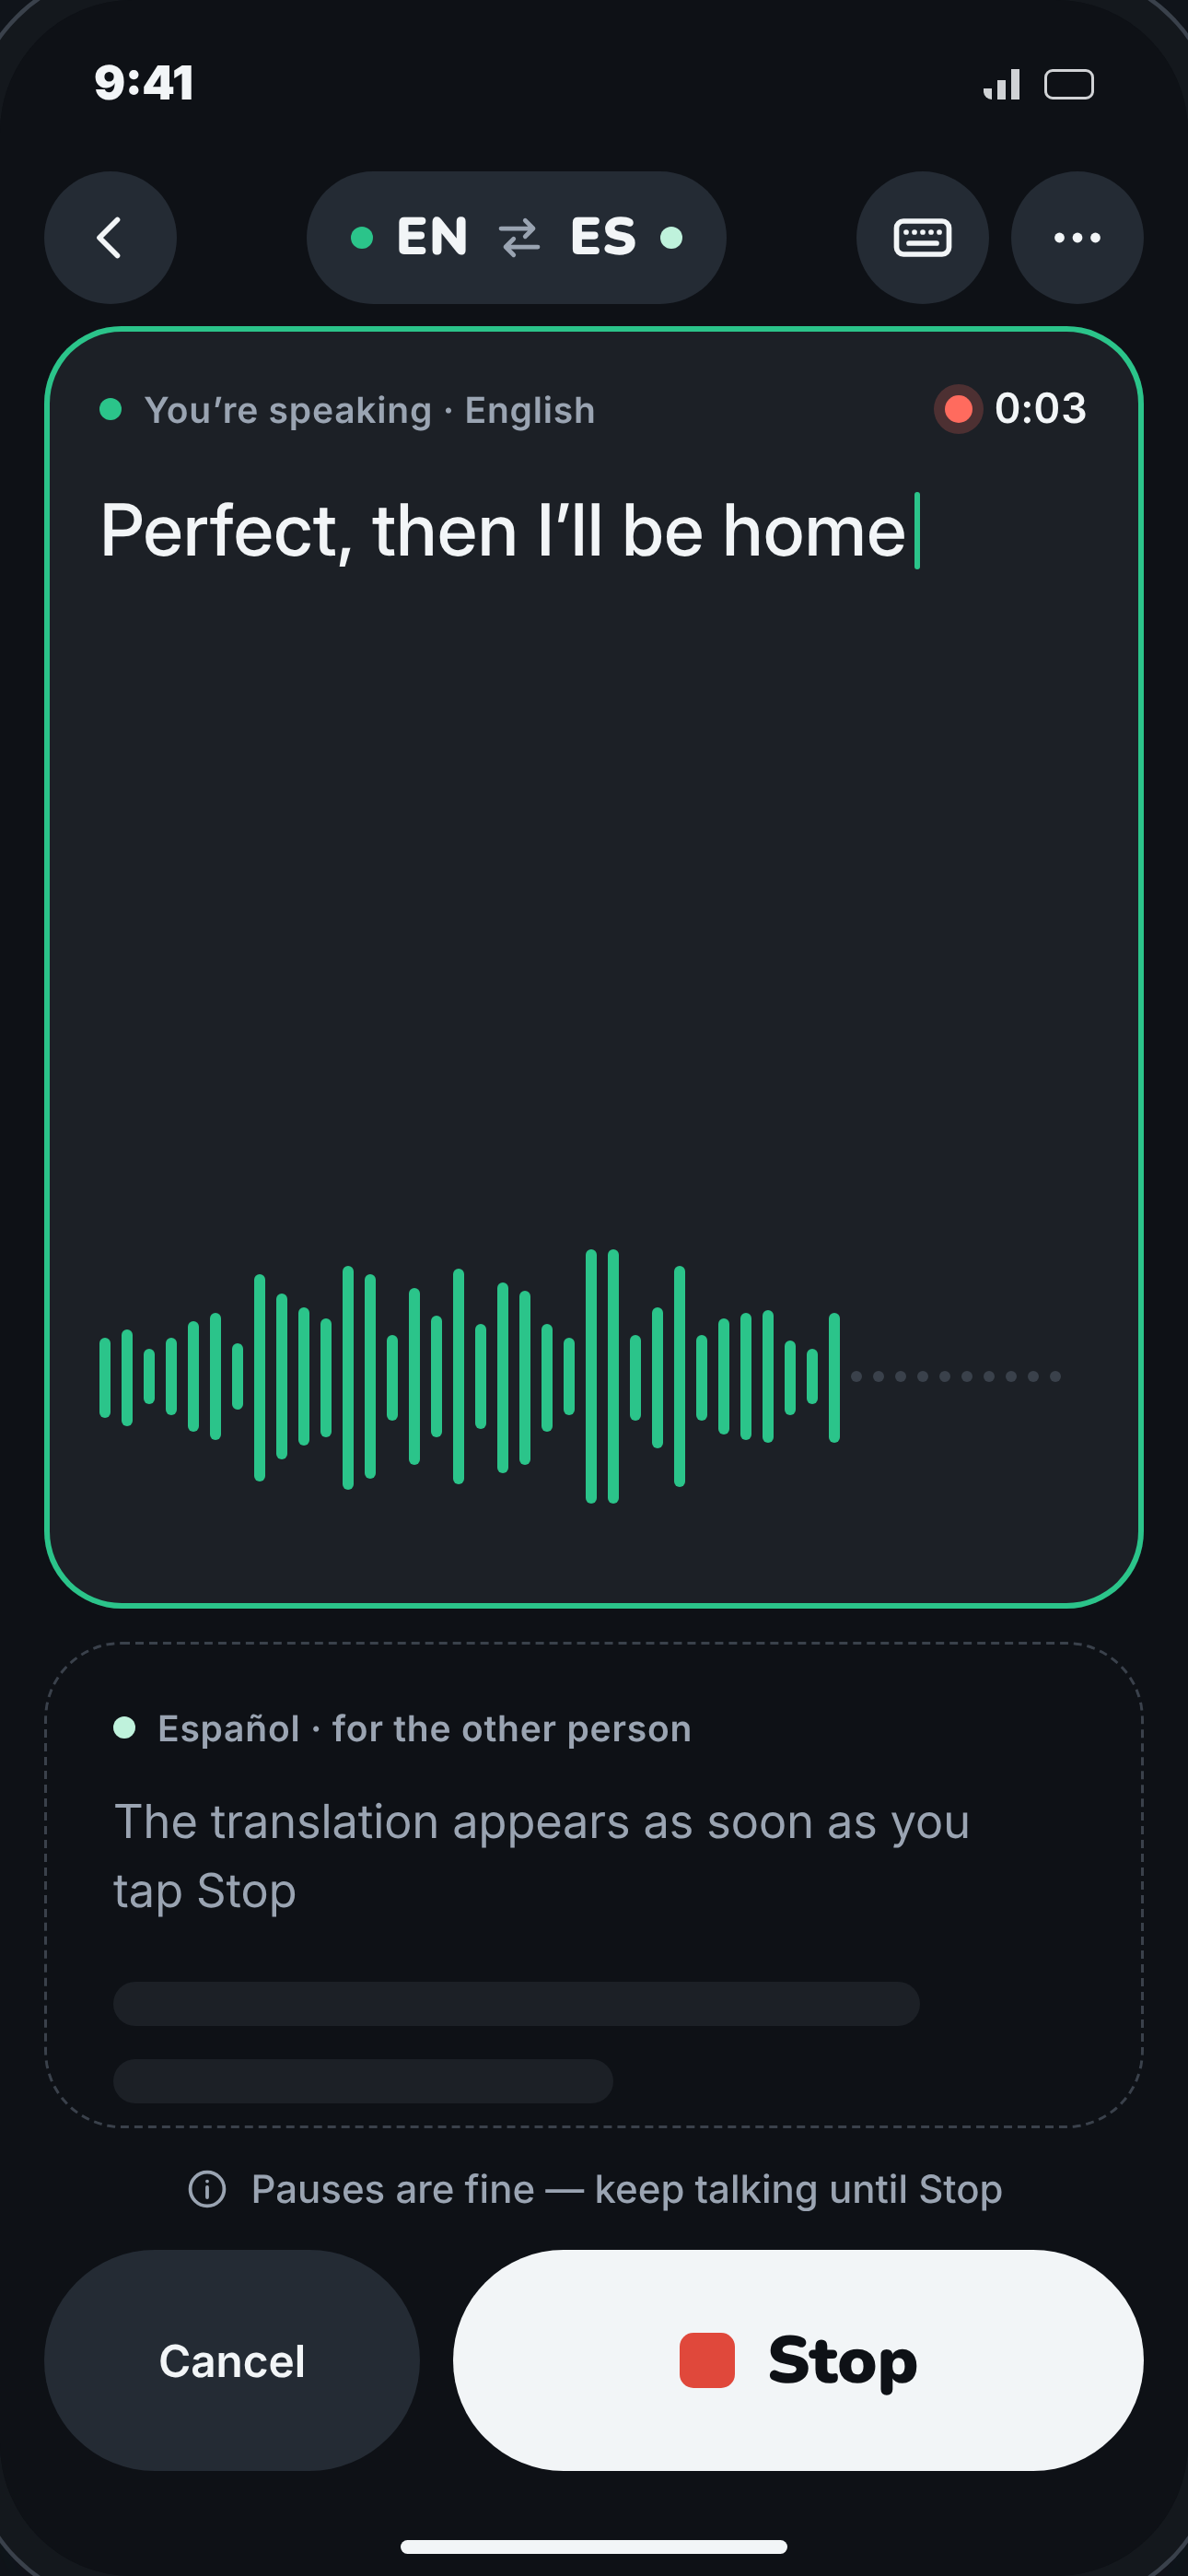 9:41
EN ES
You’re speaking · English 0:03
Perfect, then I’ll be home
Español · for the other person
The translation appears as soon as you
tap Stop
Pauses are fine — keep talking until Stop
Cancel Stop